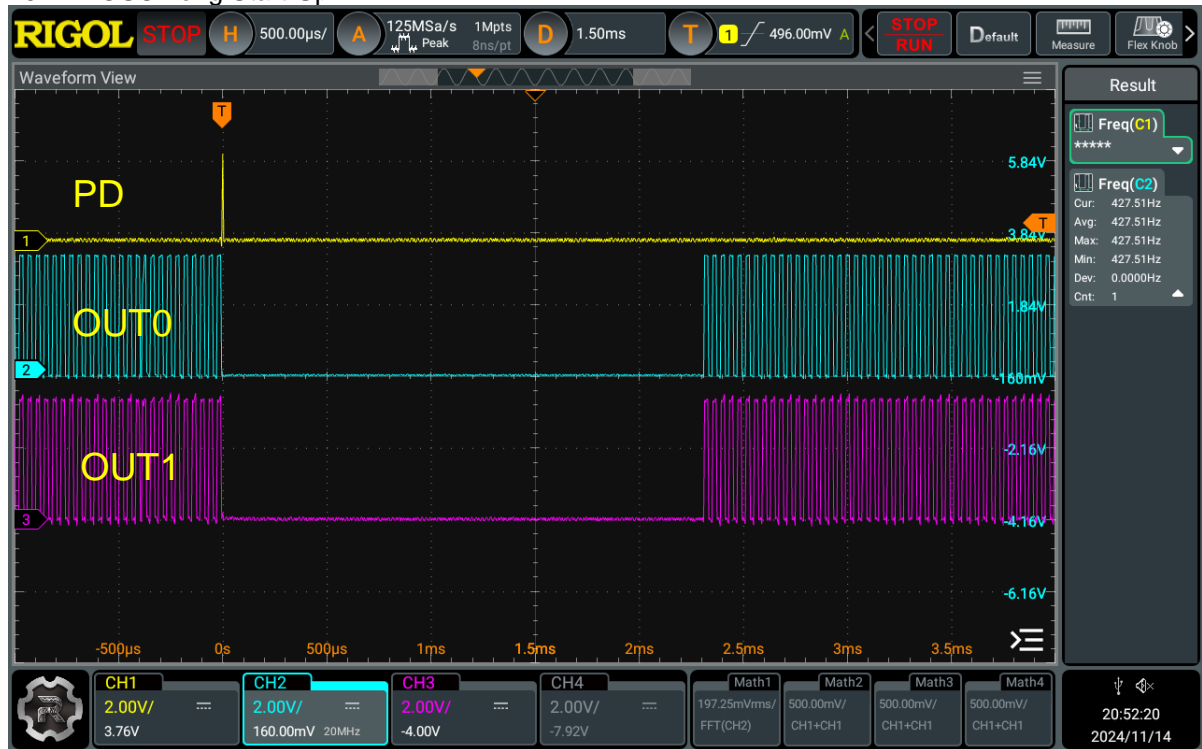 RIGOL STOP H 500.00µs/ A 125MSa/s 1Mpts D 1.50ms T 1 496.00mV A < STOP Default Measure Flex Knob >
Peak 8ns/pt RUN
Waveform View
Result
T
Freq(C1)
*****
5.84V
PD
Freq(C2)
Cur: 427.51Hz
Avg: 427.51Hz
T
1
3.84V
Max: 427.51Hz
Min: 427.51Hz
Dev: 0.0000Hz
Cnt: 1
1.84V
OUT0
2
-160mV
OUT1
-2.16V
3
-4.16V
-6.16V
-500µs 0s 500µs 1ms 1.5ms 2ms 2.5ms 3ms 3.5ms
R
CH1 CH2 CH3 CH4 Math1 Math2 Math3 Math4
2.00V/ 2.00V/ 2.00V/ 2.00V/ 197.25mVrms/ 500.00mV/ 500.00mV/ 500.00mV/
3.76V 160.00mV 20MHz -4.00V -7.92V FFT(CH2) CH1+CH1 CH1+CH1 CH1+CH1
20:52:20
2024/11/14